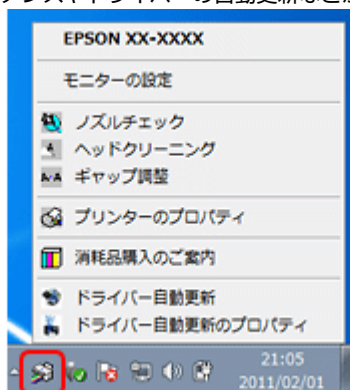 EPSON XX-XXXX
モニターの設定
ノズルチェック
ヘッドクリーニング
ギャップ調整
プリンターのプロパティ
消耗品購入のご案内
ドライバー自動更新
ドライバー自動更新のプロパティ
21:05
2011/02/01